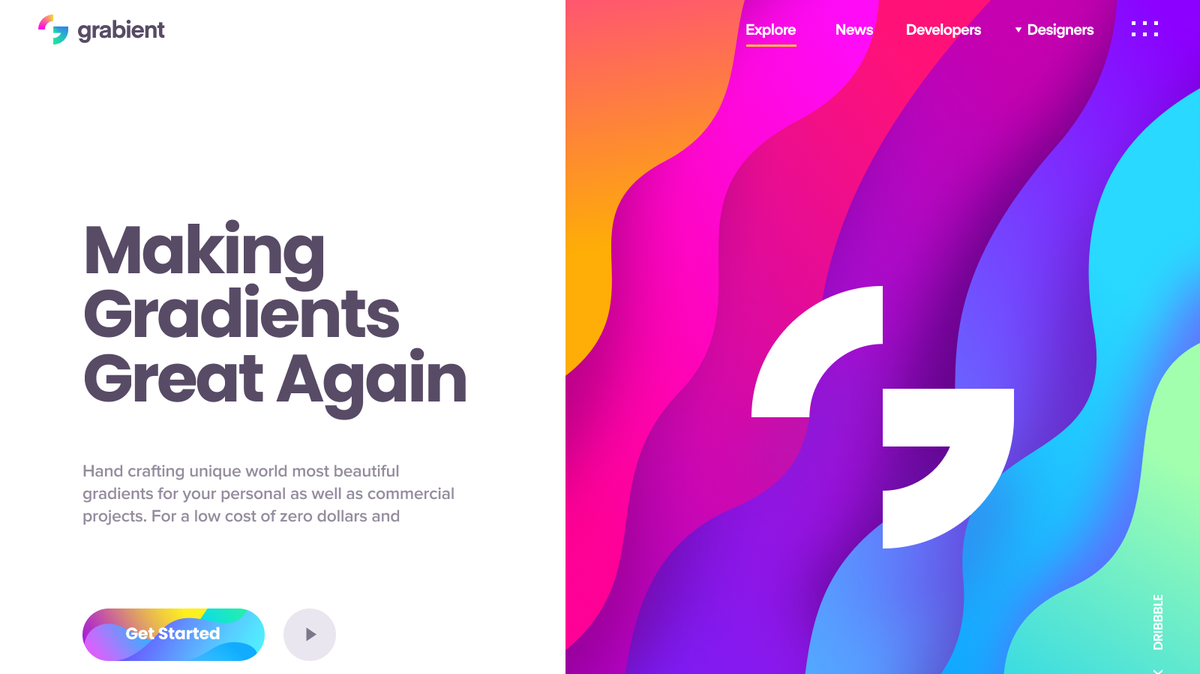 grabient
Explore
News
Developers
Designers
Making
Gradients
Great Again
Hand crafting unique world most beautiful
gradients for your personal as well as commercial
projects. For a low cost of zero dollars and
Get Started
DRIBBBLE